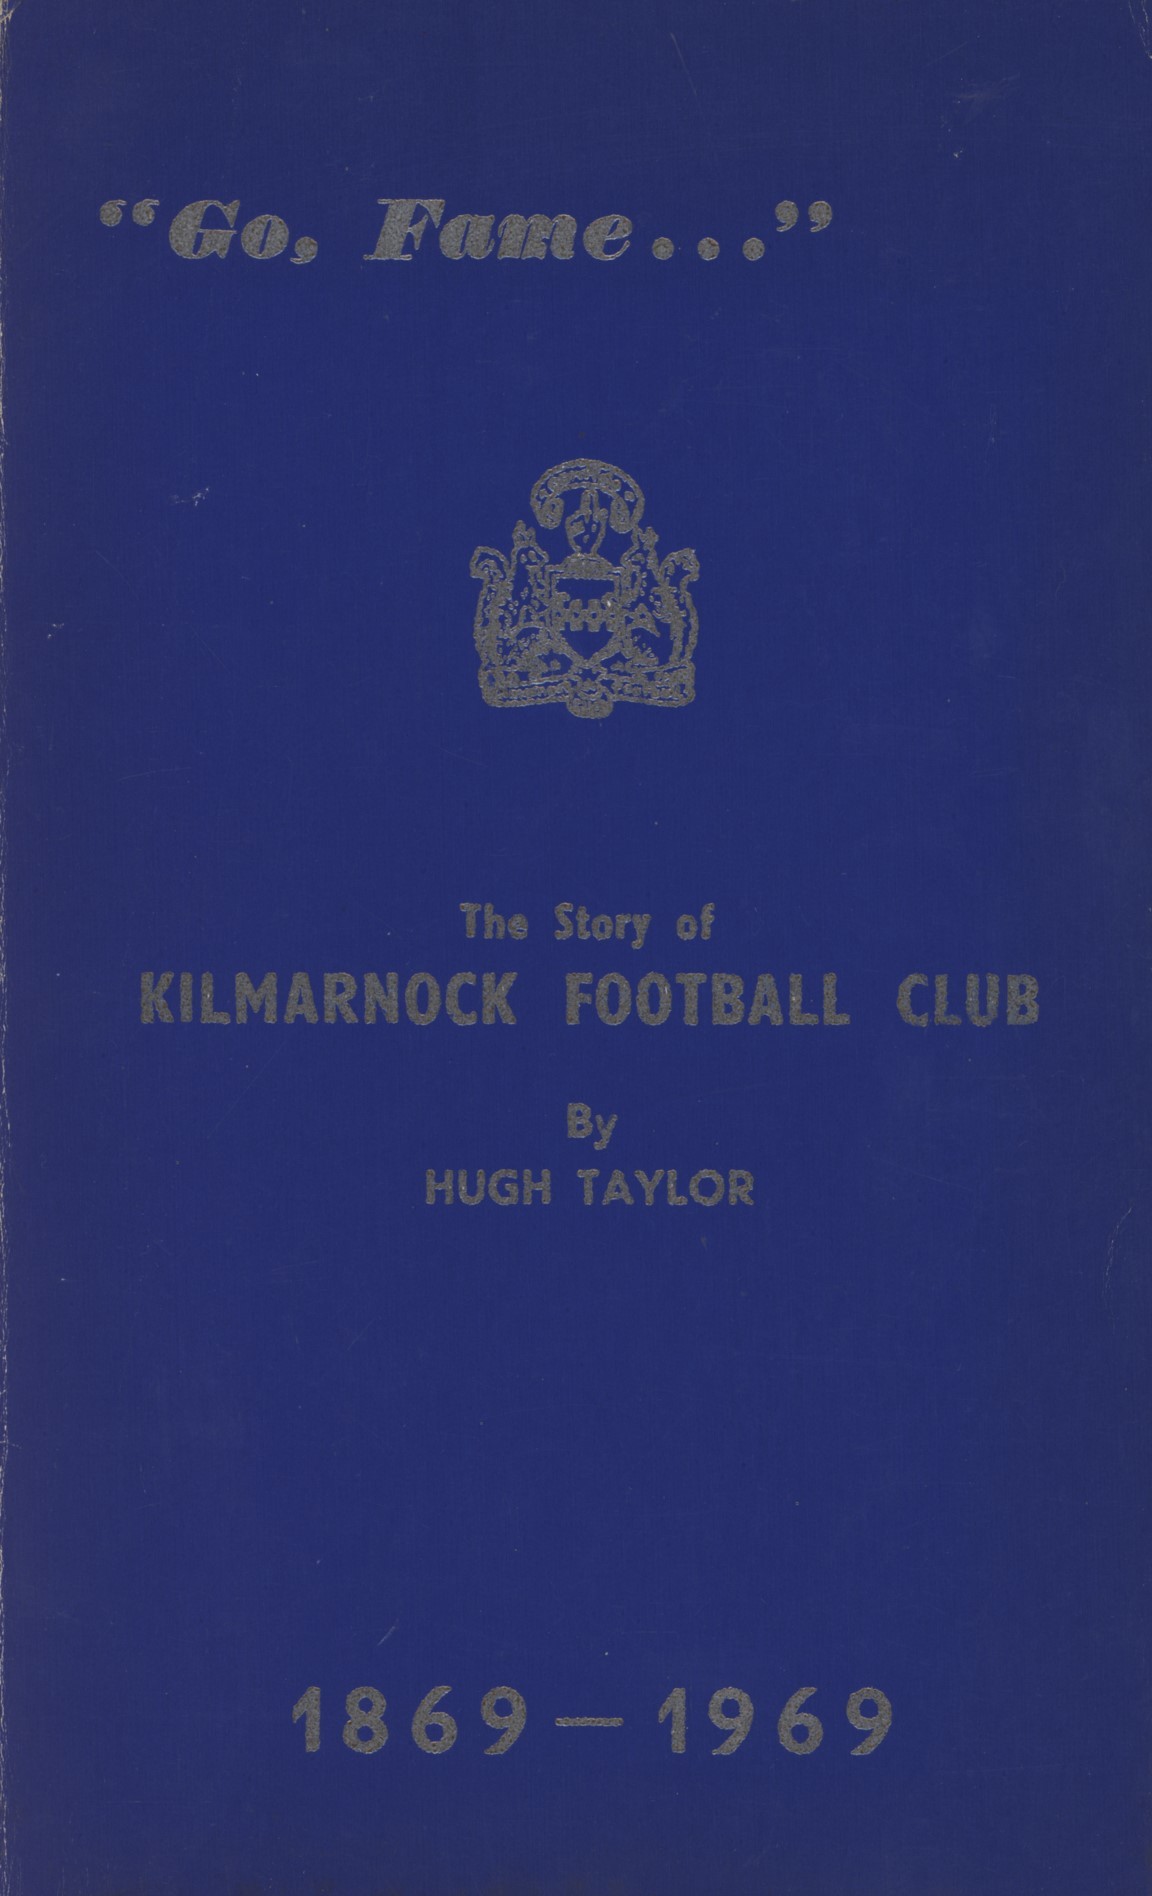 “Go, Fame...”
The Story of
KILMARNOCK FOOTBALL CLUB
By
HUGH TAYLOR
1869—1969